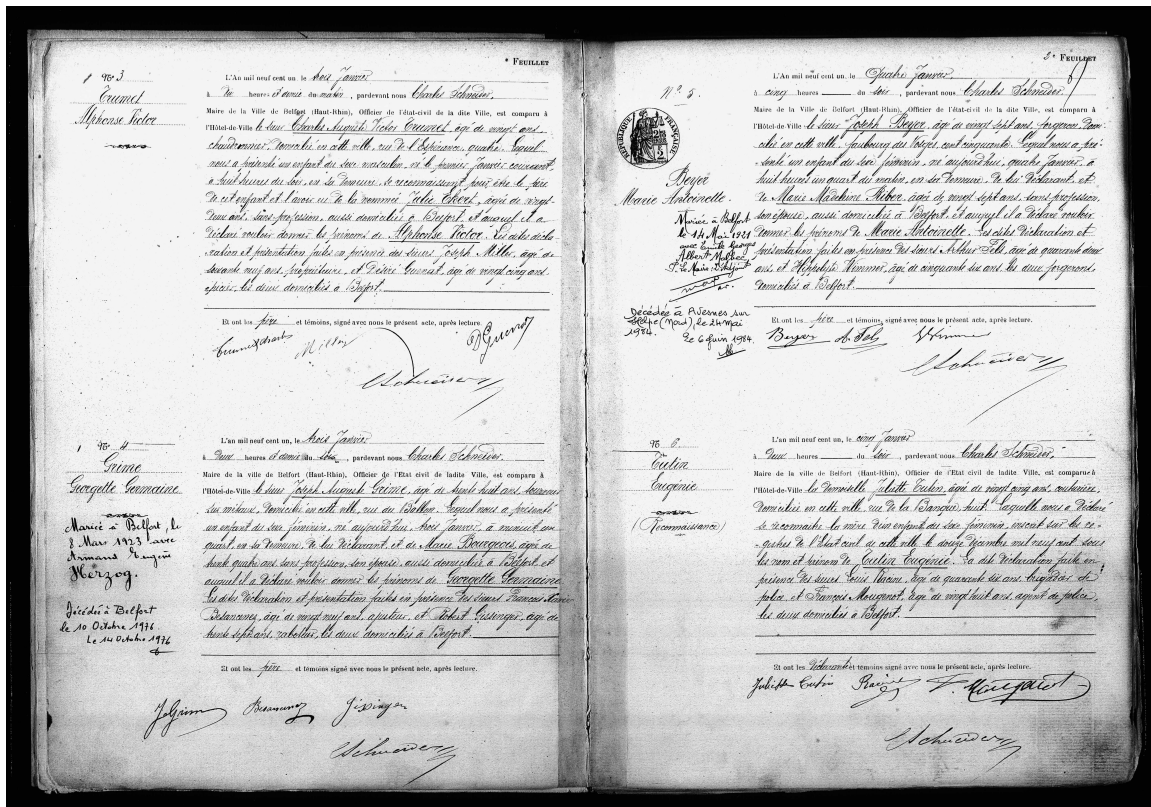 * FEUILLET
N° 3
Alphonse Victor
L'An mil neuf cent un, le trois Janvier
à dix heures et demie du matin, pardevant nous Charles Schneider,
Maire de la Ville de Belfort (Haut-Rhin), Officier de l'état-civil de la dite Ville, est comparu à
l'Hôtel-de-Ville le sieur Charles Auguste Victor âgé de vingt ans
chaudronnier, domicilié en cette ville, rue de l'Espérance, quatre. Lequel
nous a présenté un enfant du sexe masculin, né le premier Janvier courant,
à huit heures du soir, en sa demeure, se reconnaissant pour être le père
de cet enfant et l'avoir eu de la nommée Julie âgée de vingt
deux ans, sans profession, aussi domiciliée à Belfort, et auquel il a
déclaré vouloir donner les prénoms de Alphonse Victor. Les dites décla-
ration et présentation faites en présence des sieurs Joseph âgé de
soixante neuf ans, propriétaire, et Désiré âgé de vingt cinq ans,
épicier, les deux domiciliés à Belfort.
Et ont les père et témoins, signé avec nous le présent acte, après lecture.
Schneider
N° 4
Grime
Georgette Germaine
Mariée à Belfort, le
8 Mars 1923 avec
Armand Eugène
Herzog.
Décédée à Belfort
le 10 Octobre 1976
Le 14 Octobre 1976
L'an mil neuf cent un, le trois Janvier
à deux heures et demie du soir, pardevant nous Charles Schneider,
Maire de la ville de Belfort (Haut-Rhin), Officier de l'Etat civil de ladite Ville, est comparu à
l'Hôtel-de-Ville le sieur Joseph Auguste Grime, âgé de trente huit ans,
sur métaux, domicilié en cette ville, rue du Ballon. Lequel nous a présenté
un enfant du sexe féminin, né aujourd'hui, trois Janvier, à minuit un
quart, en sa demeure, de lui déclarant, et de Marie Bourgeois, âgée de
trente quatre ans sans profession, son épouse, aussi domiciliée à Belfort et
auquel il a déclaré vouloir donner les prénoms de Georgette Germaine
Les dites déclaration et présentation faites en présence des sieurs François Xavier
Besançenez, âgé de vingt neuf ans, ajusteur, et Robert Gisinger, âgé de
trente sept ans, raboteur, les deux domiciliés à Belfort.
Et ont les père et témoins signé avec nous le présent acte, après lecture.
J Grim Gisinger
Schneider
2e FEUILLET
N° 5.
RÉPUBLIQUE FRANÇAISE
Beyer
Marie Antoinette
Mariée à Belfort
le 14 Mai 1921
avec Emile Georges
Albert
P. Le Maire l'Adjoint
Décédée à Avesnes sur
Helpe (Nord), le 24 mai
1984.
Le 6 Juin 1984.
L'An mil neuf cent un, le Quatre Janvier,
à cinq heures du soir, pardevant nous Charles Schneider
Maire de la Ville de Belfort (Haut-Rhin), Officier de l'état-civil de la dite Ville, est comparu à
l'Hôtel-de-Ville le sieur Joseph Beyer, âgé de vingt sept ans, forgeron, domi-
cilié en cette ville, faubourg des Vosges, cent cinquante. Lequel nous a pré-
senté un enfant du sexe féminin, né aujourd'hui, quatre Janvier, à
huit heures un quart du matin, en sa demeure, de lui déclarant, et
de Marie Madeleine Riber, âgée de vingt sept ans, sans profession,
son épouse, aussi domiciliée à Belfort, et auquel il a déclaré vouloir
donner les prénoms de Marie Antoinette. Les dites déclaration et
présentation faites en présence des sieurs Arthur Fels, âgé de quarante deux
ans et Hippolyte Wimmer, âgé de cinquante six ans, les deux forgerons,
domiciliés à Belfort.
Et ont les père et témoins, signé avec nous le présent acte, après lecture.
Beyer A. Fels Wimmer
Schneider
N° 6
Tutin
Eugénie
(Reconnaissance)
L'an mil neuf cent un, le cinq Janvier
à deux heures du soir, pardevant nous Charles Schneider
Maire de la ville de Belfort (Haut-Rhin), Officier de l'Etat civil de ladite Ville, est comparue à
l'Hôtel-de-Ville la demoiselle Juliette Tutin, âgée de vingt cinq ans, couturière,
domiciliée en cette ville, rue de la Banque, huit. Laquelle nous a déclaré
se reconnaître la mère d'un enfant du sexe féminin, inscrit sur les re-
gistres de l'Etat civil de cette ville le douze décembre mil neuf cent sous
les nom et prénom de Tutin Eugénie. La dite déclaration faite en
présence des sieurs Louis Racine, âgé de quarante six ans, brigadier de
police, et François Mougenot, âgé de vingt huit ans, agent de police,
les deux domiciliés à Belfort.
Et ont les déclarante et témoins signé avec nous le présent acte, après lecture.
Juliette Tutin Racine F. Mougenot
Schneider